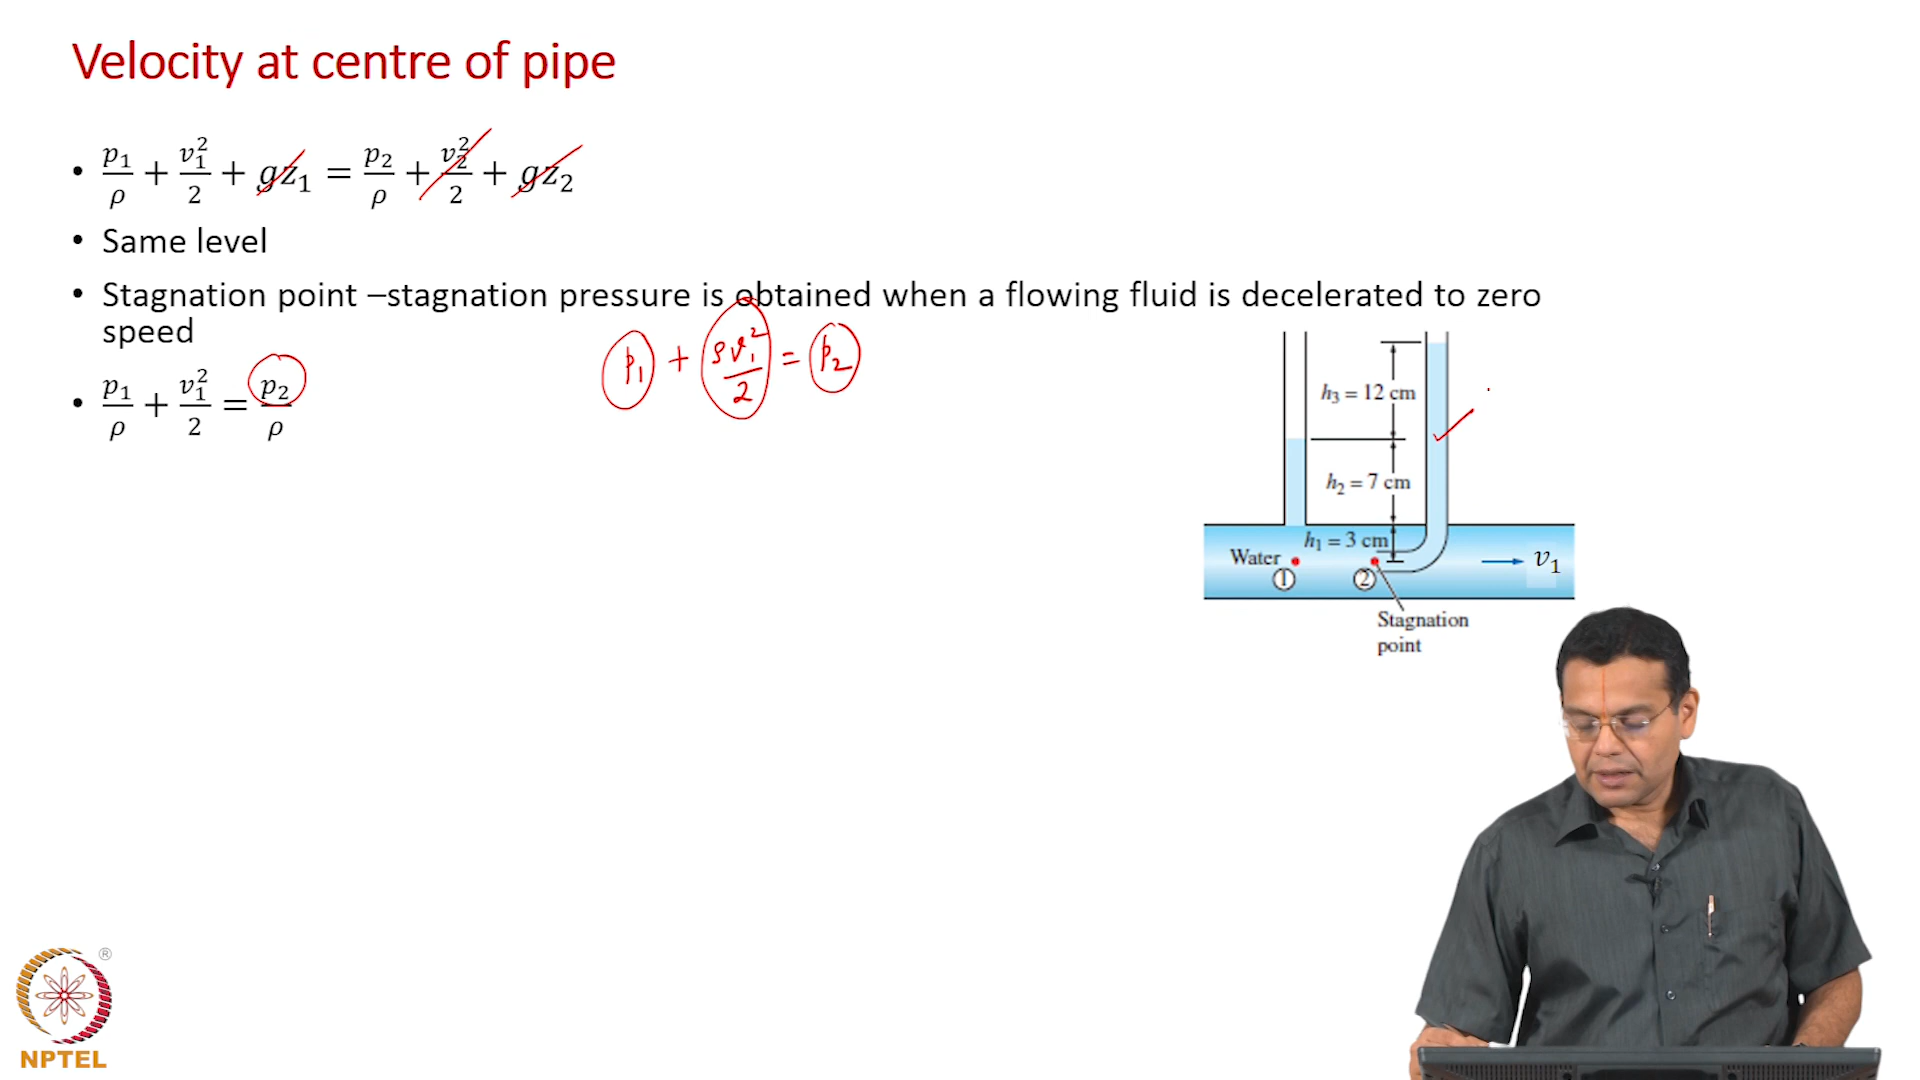 Velocity at centre of pipe
• p₁/ρ + v₁²/2 + gz₁ = p₂/ρ + v₂²/2 + gz₂
• Same level
• Stagnation point –stagnation pressure is obtained when a flowing fluid is decelerated to zero
speed
p₁ + ρv₁²/2 = p₂
• p₁/ρ + v₁²/2 = p₂/ρ
h₃ = 12 cm
h₂ = 7 cm
h₁ = 3 cm
Water
① ②
v₁
Stagnation
point
®
NPTEL